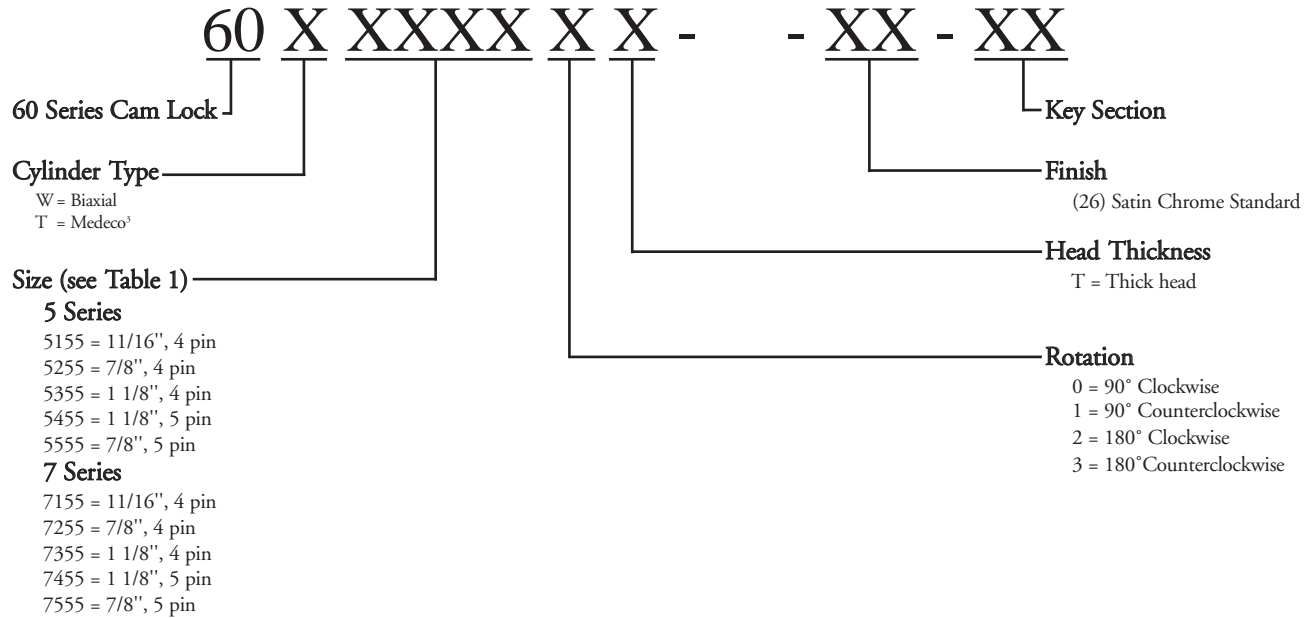 60 X XXXX X X - - XX - XX
60 Series Cam Lock
Cylinder Type
W = Biaxial
T = Medeco³
Size (see Table 1)
5 Series
5155 = 11/16", 4 pin
5255 = 7/8", 4 pin
5355 = 1 1/8", 4 pin
5455 = 1 1/8", 5 pin
5555 = 7/8", 5 pin
7 Series
7155 = 11/16", 4 pin
7255 = 7/8", 4 pin
7355 = 1 1/8", 4 pin
7455 = 1 1/8", 5 pin
7555 = 7/8", 5 pin
Key Section
Finish
(26) Satin Chrome Standard
Head Thickness
T = Thick head
Rotation
0 = 90° Clockwise
1 = 90° Counterclockwise
2 = 180° Clockwise
3 = 180°Counterclockwise